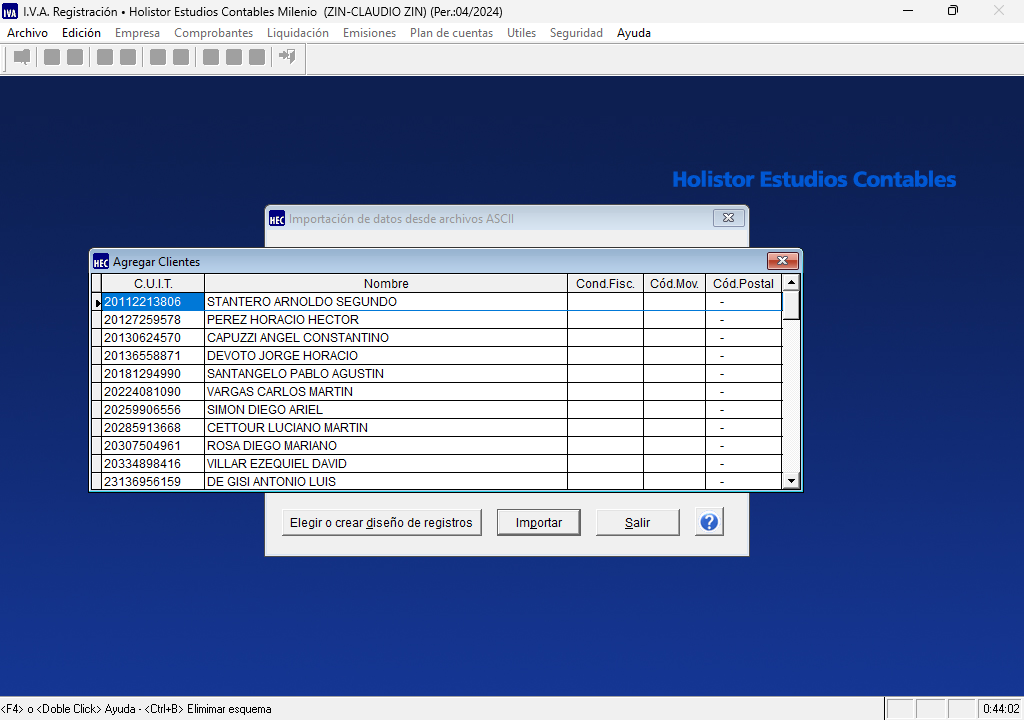 IVA I.V.A. Registración • Holistor Estudios Contables Milenio (ZIN-CLAUDIO ZIN) (Per.:04/2024)
Archivo Edición Empresa Comprobantes Liquidación Emisiones Plan de cuentas Utiles Seguridad Ayuda
Holistor Estudios Contables
HEC Importación de datos desde archivos ASCII
HEC Agregar Clientes
C.U.I.T. Nombre Cond.Fisc. Cód.Mov. Cód.Postal
20112213806 STANTERO ARNOLDO SEGUNDO -
20127259578 PEREZ HORACIO HECTOR -
20130624570 CAPUZZI ANGEL CONSTANTINO -
20136558871 DEVOTO JORGE HORACIO -
20181294990 SANTANGELO PABLO AGUSTIN -
20224081090 VARGAS CARLOS MARTIN -
20259906556 SIMON DIEGO ARIEL -
20285913668 CETTOUR LUCIANO MARTIN -
20307504961 ROSA DIEGO MARIANO -
20334898416 VILLAR EZEQUIEL DAVID -
23136956159 DE GISI ANTONIO LUIS -
Elegir o crear diseño de registros Importar Salir ?
<F4> o <Doble Click> Ayuda - <Ctrl+B> Elimimar esquema 0:44:02